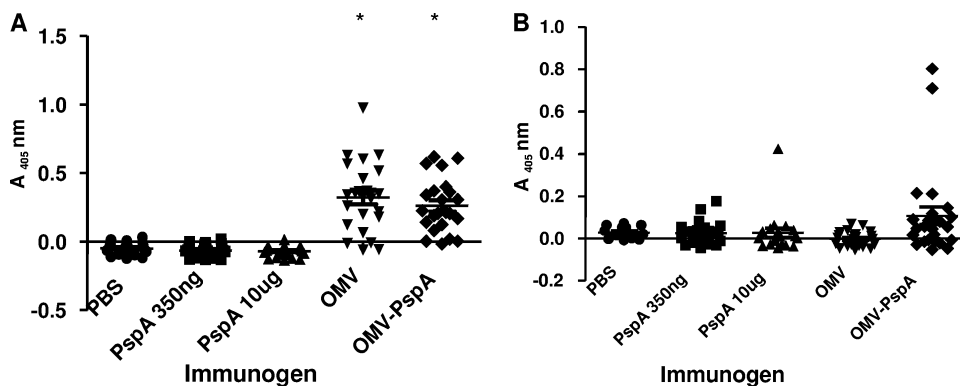 A
* *
1.5
1.0
0.5
0.0
-0.5
A 405 nm
PBS
PspA 350ng
PspA 10ug
OMV
OMV-PspA
Immunogen
B
1.0
0.8
0.6
0.4
0.2
0.0
-0.2
A 405 nm
PBS
PspA 350ng
PspA 10ug
OMV
OMV-PspA
Immunogen